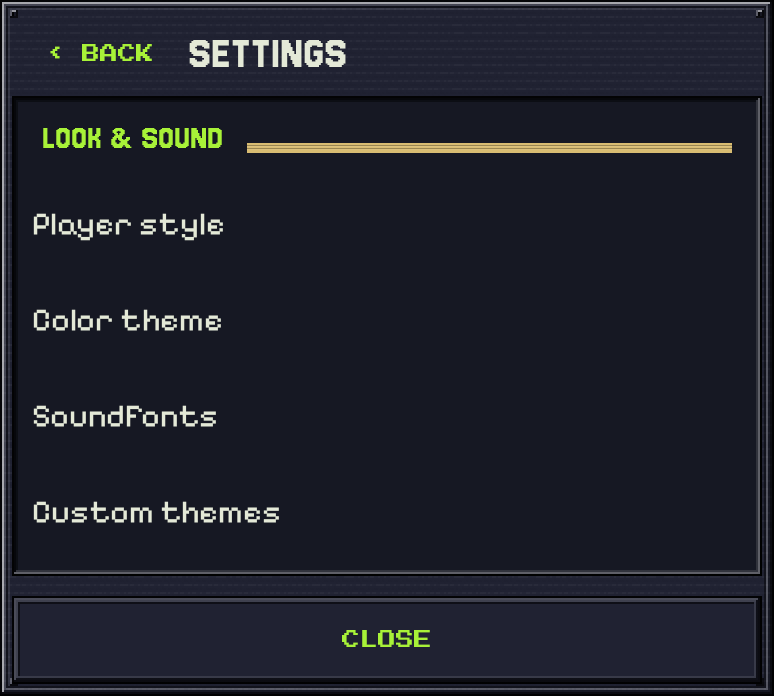 < BACK SETTINGS
LOOK & SOUND
Player style
Color theme
SoundFonts
Custom themes
CLOSE